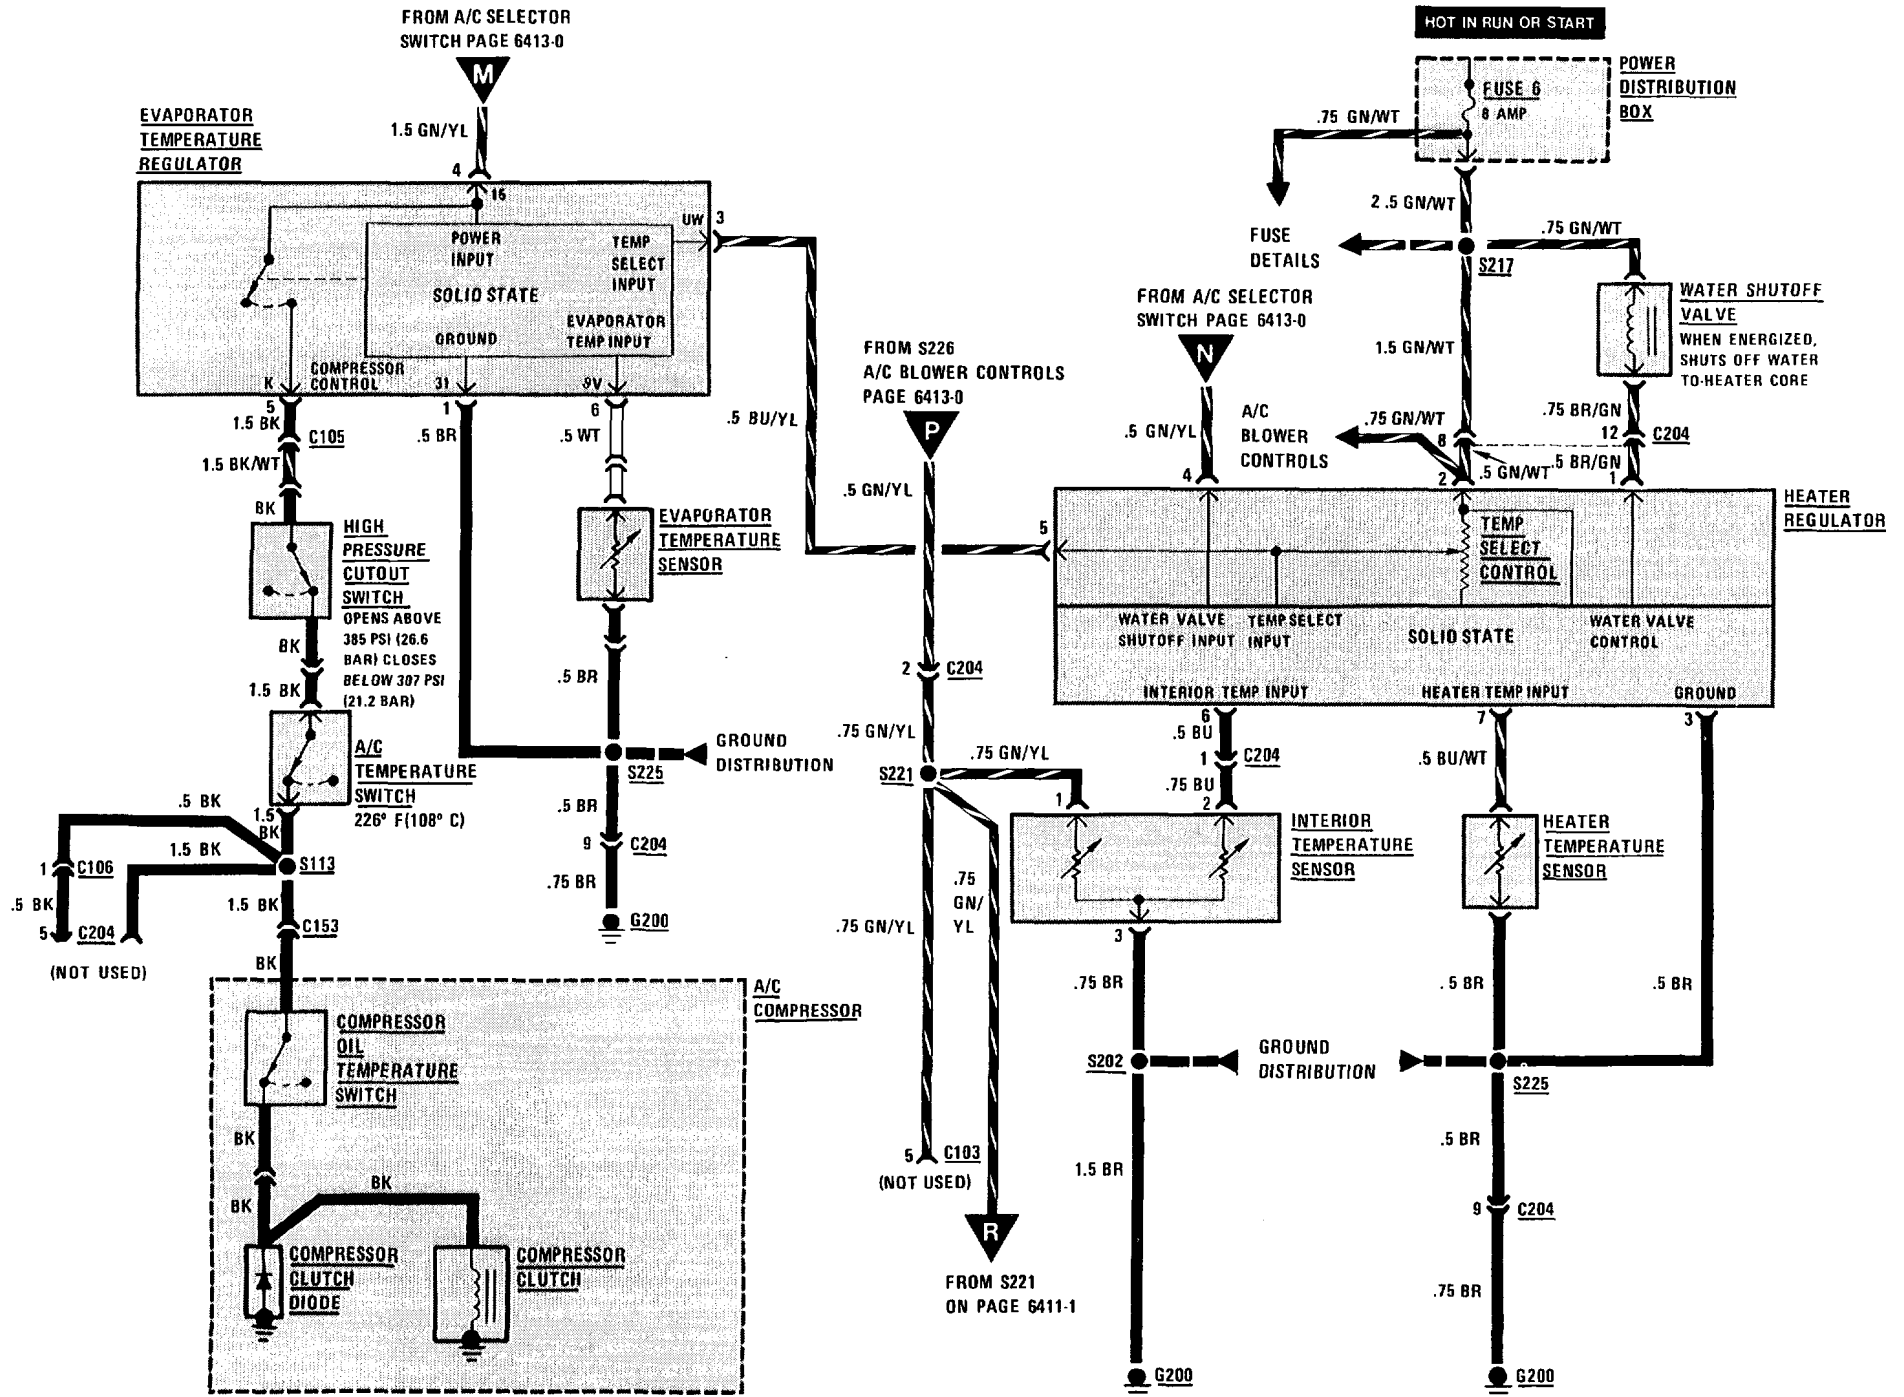 FROM A/C SELECTOR
SWITCH PAGE 6413-0
M
1.5 GN/YL
EVAPORATOR
TEMPERATURE
REGULATOR
4
15
UW
3
POWER
INPUT
TEMP
SELECT
INPUT
SOLID STATE
GROUND
EVAPORATOR
TEMP INPUT
COMPRESSOR
CONTROL
K
31
9V
5
1
6
1.5 BK
C105
.5 BR
.5 WT
1.5 BK/WT
BK
HIGH
PRESSURE
CUTOUT
SWITCH
OPENS ABOVE
385 PSI (26.6
BAR) CLOSES
BELOW 307 PSI
(21.2 BAR)
BK
1.5 BK
A/C
TEMPERATURE
SWITCH
226° F(108° C)
EVAPORATOR
TEMPERATURE
SENSOR
.5 BR
S225
GROUND
DISTRIBUTION
.5 BR
9
C204
.75 BR
G200
.5 BK
1.5
BK
1.5 BK
S113
1
C106
.5 BK
5
C204
(NOT USED)
1.5 BK
C153
BK
A/C
COMPRESSOR
COMPRESSOR
OIL
TEMPERATURE
SWITCH
BK
BK
BK
COMPRESSOR
CLUTCH
DIODE
COMPRESSOR
CLUTCH
.5 BU/YL
FROM S226
A/C BLOWER CONTROLS
PAGE 6413-0
P
.5 GN/YL
2
C204
.75 GN/YL
S221
.75 GN/YL
.75 GN/YL
.75
GN/
YL
5
C103
(NOT USED)
R
FROM S221
ON PAGE 6411-1
HOT IN RUN OR START
POWER
DISTRIBUTION
BOX
FUSE 6
8 AMP
.75 GN/WT
2.5 GN/WT
FUSE
DETAILS
S217
.75 GN/WT
WATER SHUTOFF
VALVE
WHEN ENERGIZED,
SHUTS OFF WATER
TO-HEATER CORE
FROM A/C SELECTOR
SWITCH PAGE 6413-0
N
.5 GN/YL
1.5 GN/WT
A/C
BLOWER
CONTROLS
.75 GN/WT
8
.75 BR/GN
12
C204
.5 GN/WT
.5 BR/GN
4
2
1
HEATER
REGULATOR
5
TEMP
SELECT
CONTROL
WATER VALVE
SHUTOFF INPUT
TEMP SELECT
INPUT
SOLID STATE
WATER VALVE
CONTROL
INTERIOR TEMP INPUT
HEATER TEMP INPUT
GROUND
6
7
3
.5 BU
1
C204
.75 BU
.5 BU/WT
1
2
INTERIOR
TEMPERATURE
SENSOR
HEATER
TEMPERATURE
SENSOR
3
.75 BR
.5 BR
.5 BR
S202
GROUND
DISTRIBUTION
S225
1.5 BR
.5 BR
9
C204
.75 BR
G200
G200